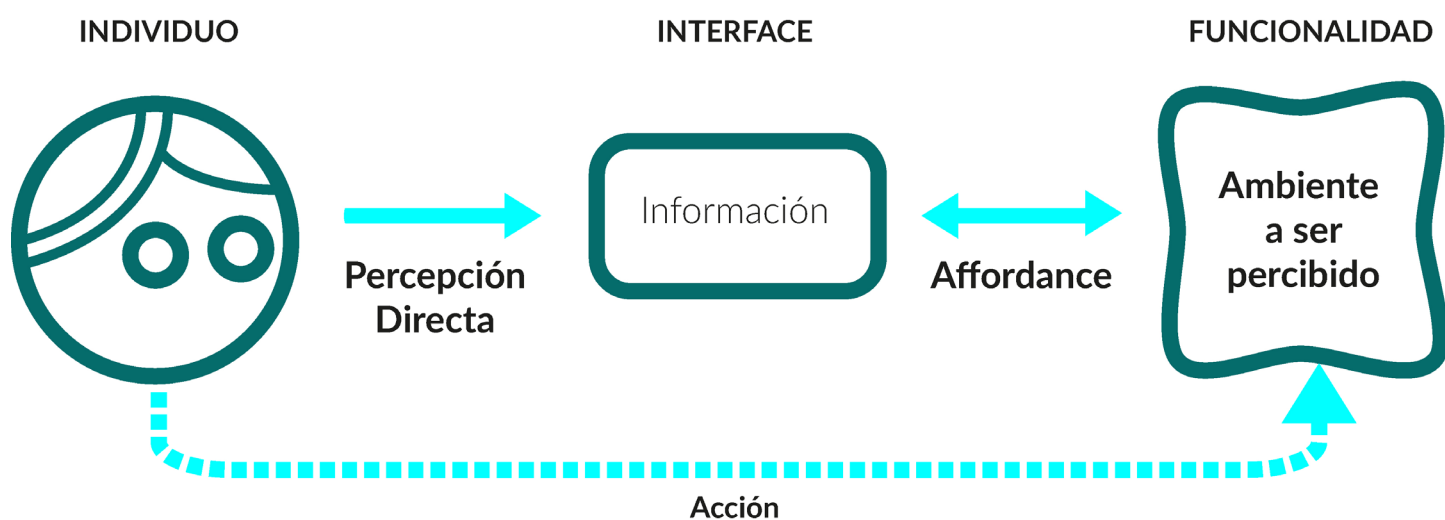 INDIVIDUO
INTERFACE
FUNCIONALIDAD
Información
Percepción
Directa
Affordance
Ambiente
a ser
percibido
Acción